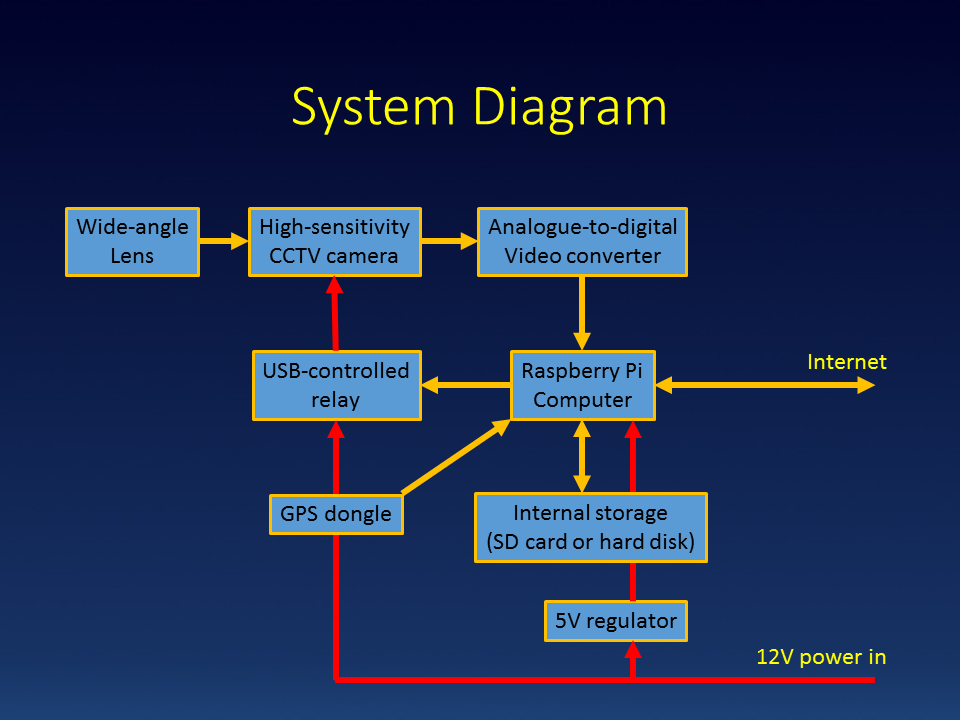 System Diagram
Wide-angle
Lens
High-sensitivity
CCTV camera
Analogue-to-digital
Video converter
USB-controlled
relay
Raspberry Pi
Computer
Internet
GPS dongle
Internal storage
(SD card or hard disk)
5V regulator
12V power in